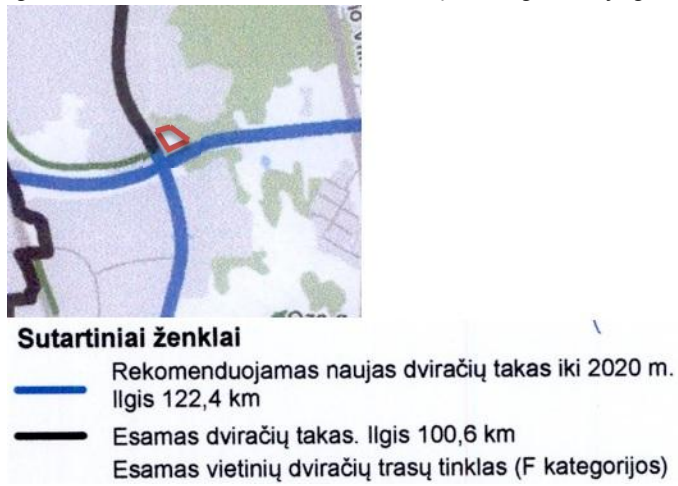 Sutartiniai ženklai
Rekomenduojamas naujas dviračių takas iki 2020 m.
Ilgis 122,4 km
Esamas dviračių takas. Ilgis 100,6 km
Esamas vietinių dviračių trasų tinklas (F kategorijos)